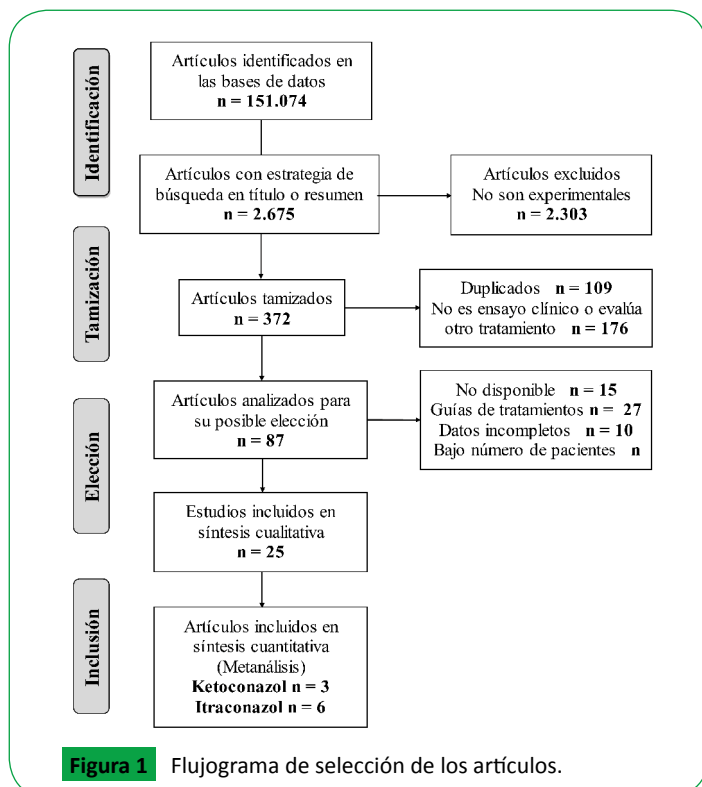 Identificación
Artículos identificados en
las bases de datos
n = 151.074
Artículos con estrategia de
búsqueda en título o resumen
n = 2.675
Artículos excluidos
No son experimentales
n = 2.303
Tamización
Artículos tamizados
n = 372
Duplicados n = 109
No es ensayo clínico o evalúa
otro tratamiento n = 176
Elección
Artículos analizados para
su posible elección
n = 87
No disponible n = 15
Guías de tratamientos n = 27
Datos incompletos n = 10
Bajo número de pacientes n
Estudios incluidos en
síntesis cualitativa
n = 25
Inclusión
Artículos incluidos en
síntesis cuantitativa
(Metanálisis)
Ketoconazol n = 3
Itraconazol n = 6
Figura 1 Flujograma de selección de los artículos.